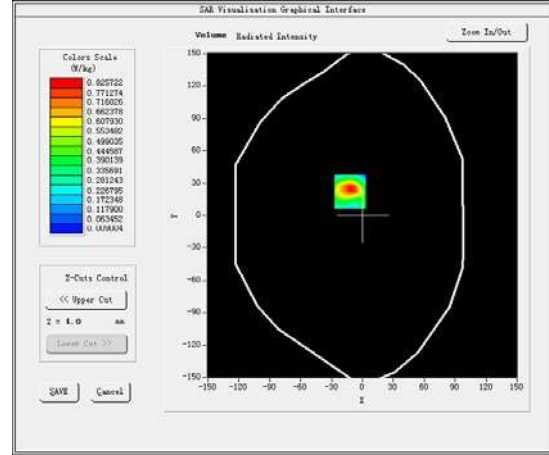 SAR Visualisation Graphical Interface
Volume Radiated Intensity
Zoom In/Out
Colors Scale
(W/kg)
0.825722
0.771274
0.716826
0.662378
0.607930
0.553482
0.499035
0.444587
0.390139
0.335691
0.281243
0.226795
0.172348
0.117900
0.063452
0.009004
Z-Cuts Control
<< Upper Cut
Z = 4.0 mm
Lower Cut >>
SAVE
Cancel
150
120
90
60
30
0
-30
-60
-90
-120
-150
Y
-150 -120 -90 -60 -30 0 30 60 90 120 150
X